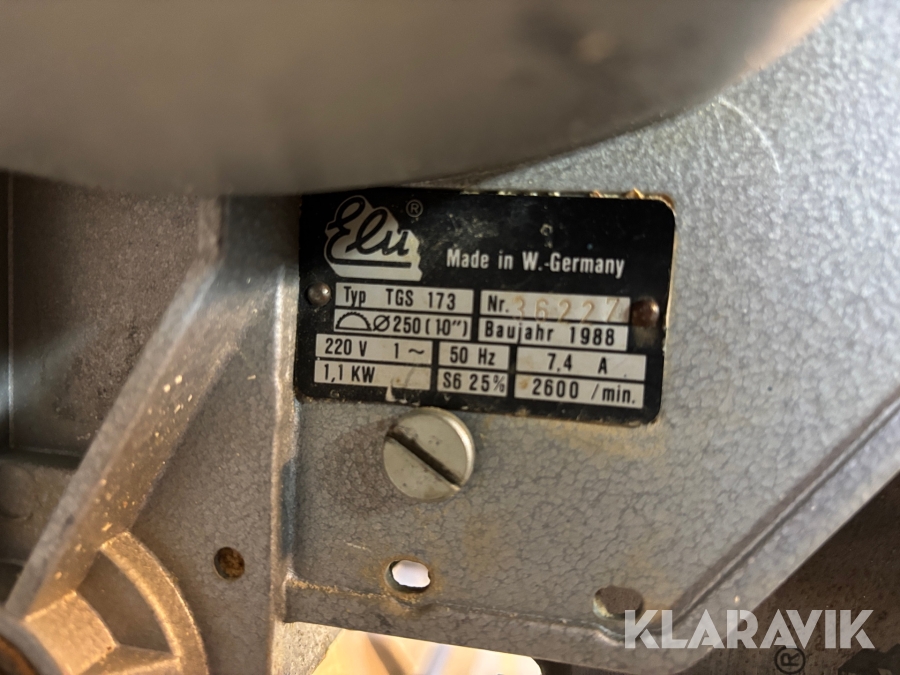 Elu ®
Made in W.-Germany
Typ TGS 173
Nr. 36227
Ø 250 (10")
Baujahr 1988
220 V 1 ~
50 Hz
7,4 A
1,1 KW
S6 25%
2600 /min.
KLARAVIK
®